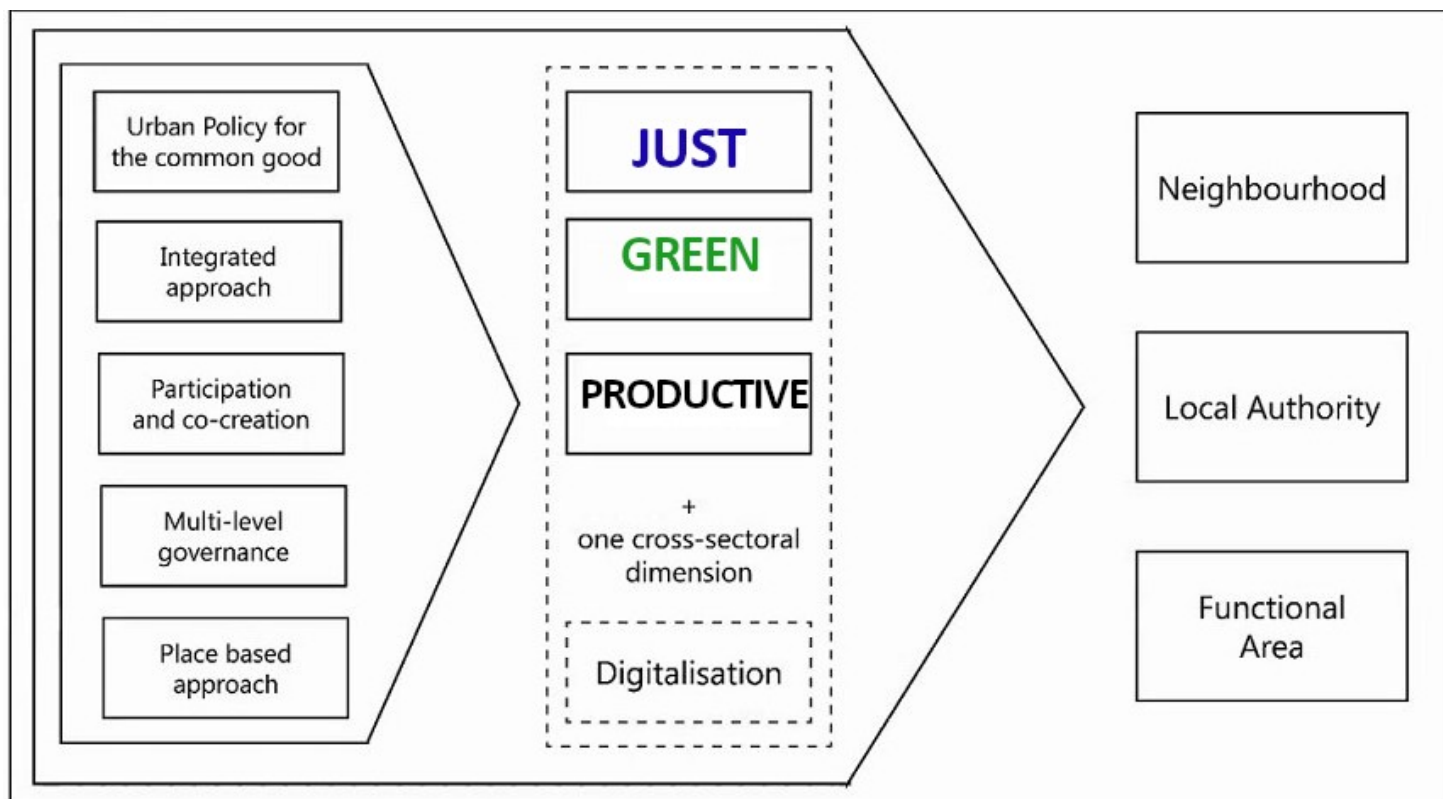 Urban Policy for
the common good
Integrated
approach
Participation
and co-creation
Multi-level
governance
Place based
approach
JUST
GREEN
PRODUCTIVE
+
one cross-sectoral
dimension
Digitalisation
Neighbourhood
Local Authority
Functional
Area